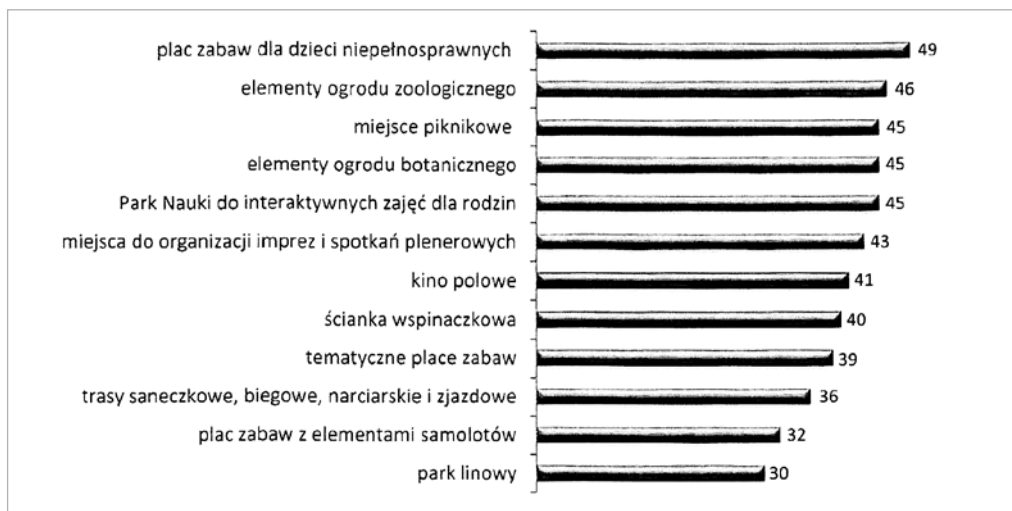 plac zabaw dla dzieci niepełnosprawnych 49
elementy ogrodu zoologicznego 46
miejsce piknikowe 45
elementy ogrodu botanicznego 45
Park Nauki do interaktywnych zajęć dla rodzin 45
miejsca do organizacji imprez i spotkań plenerowych 43
kino polowe 41
ścianka wspinaczkowa 40
tematyczne place zabaw 39
trasy saneczkowe, biegowe, narciarskie i zjazdowe 36
plac zabaw z elementami samolotów 32
park linowy 30